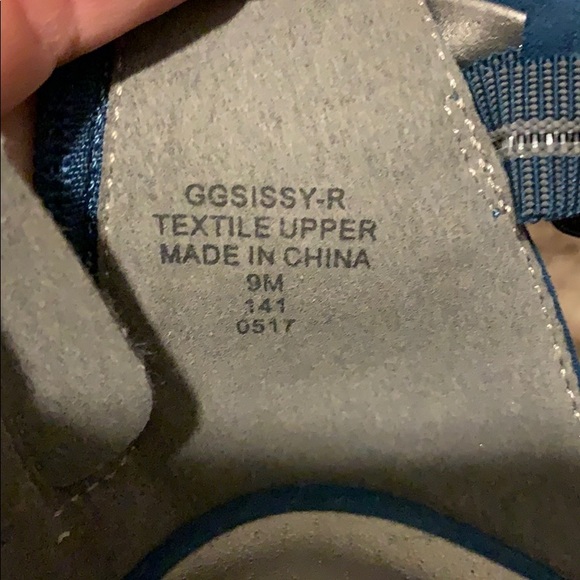 GGSISSY-R
TEXTILE UPPER
MADE IN CHINA
9M
141
0517